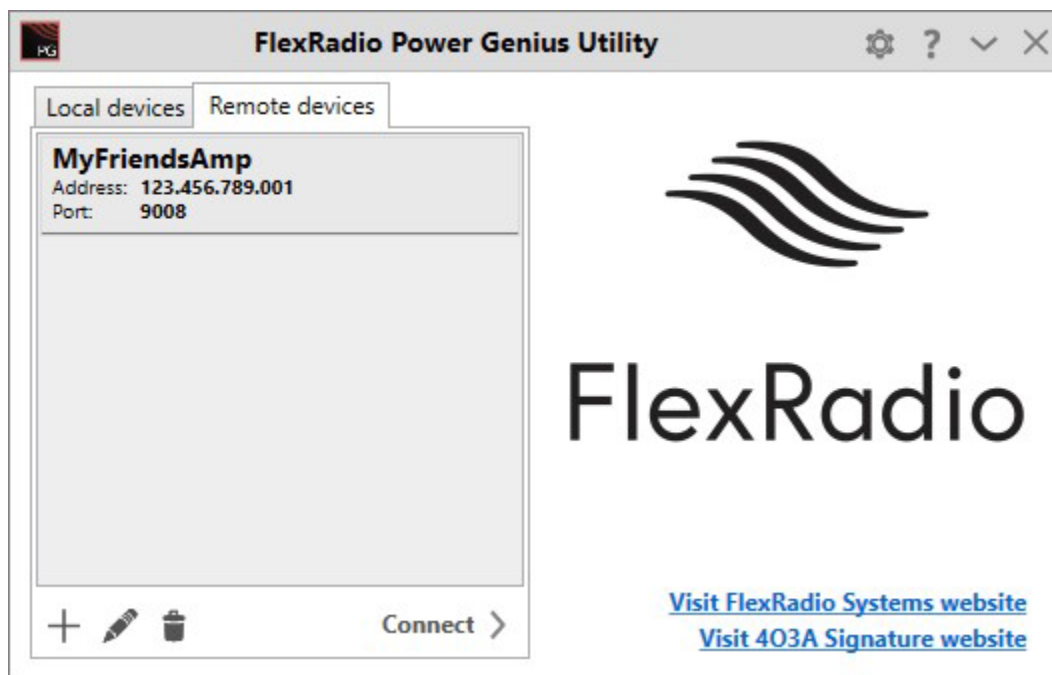 PG
FlexRadio Power Genius Utility
?
Local devices
Remote devices
MyFriendsAmp
Address: 123.456.789.001
Port: 9008
Connect
FlexRadio
Visit FlexRadio Systems website
Visit 4O3A Signature website